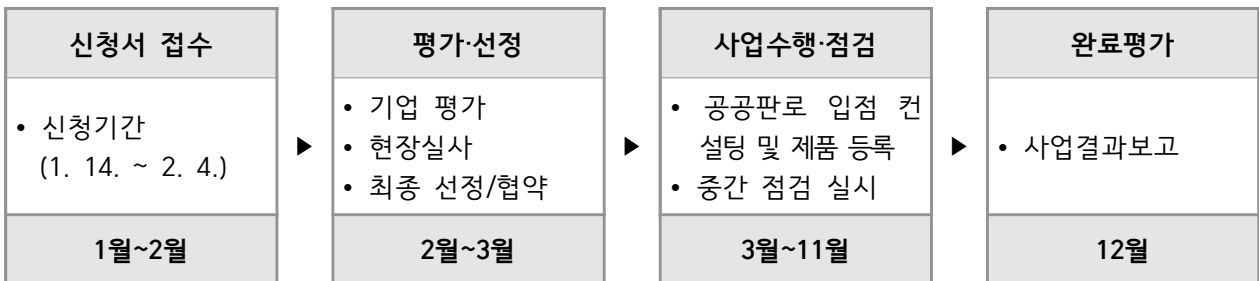 신청서 접수
• 신청기간
(1. 14. ~ 2. 4.)
1월~2월
▶
평가·선정
• 기업 평가
• 현장실사
• 최종 선정/협약
2월~3월
▶
사업수행·점검
• 공공판로 입점 컨
설팅 및 제품 등록
• 중간 점검 실시
3월~11월
▶
완료평가
• 사업결과보고
12월